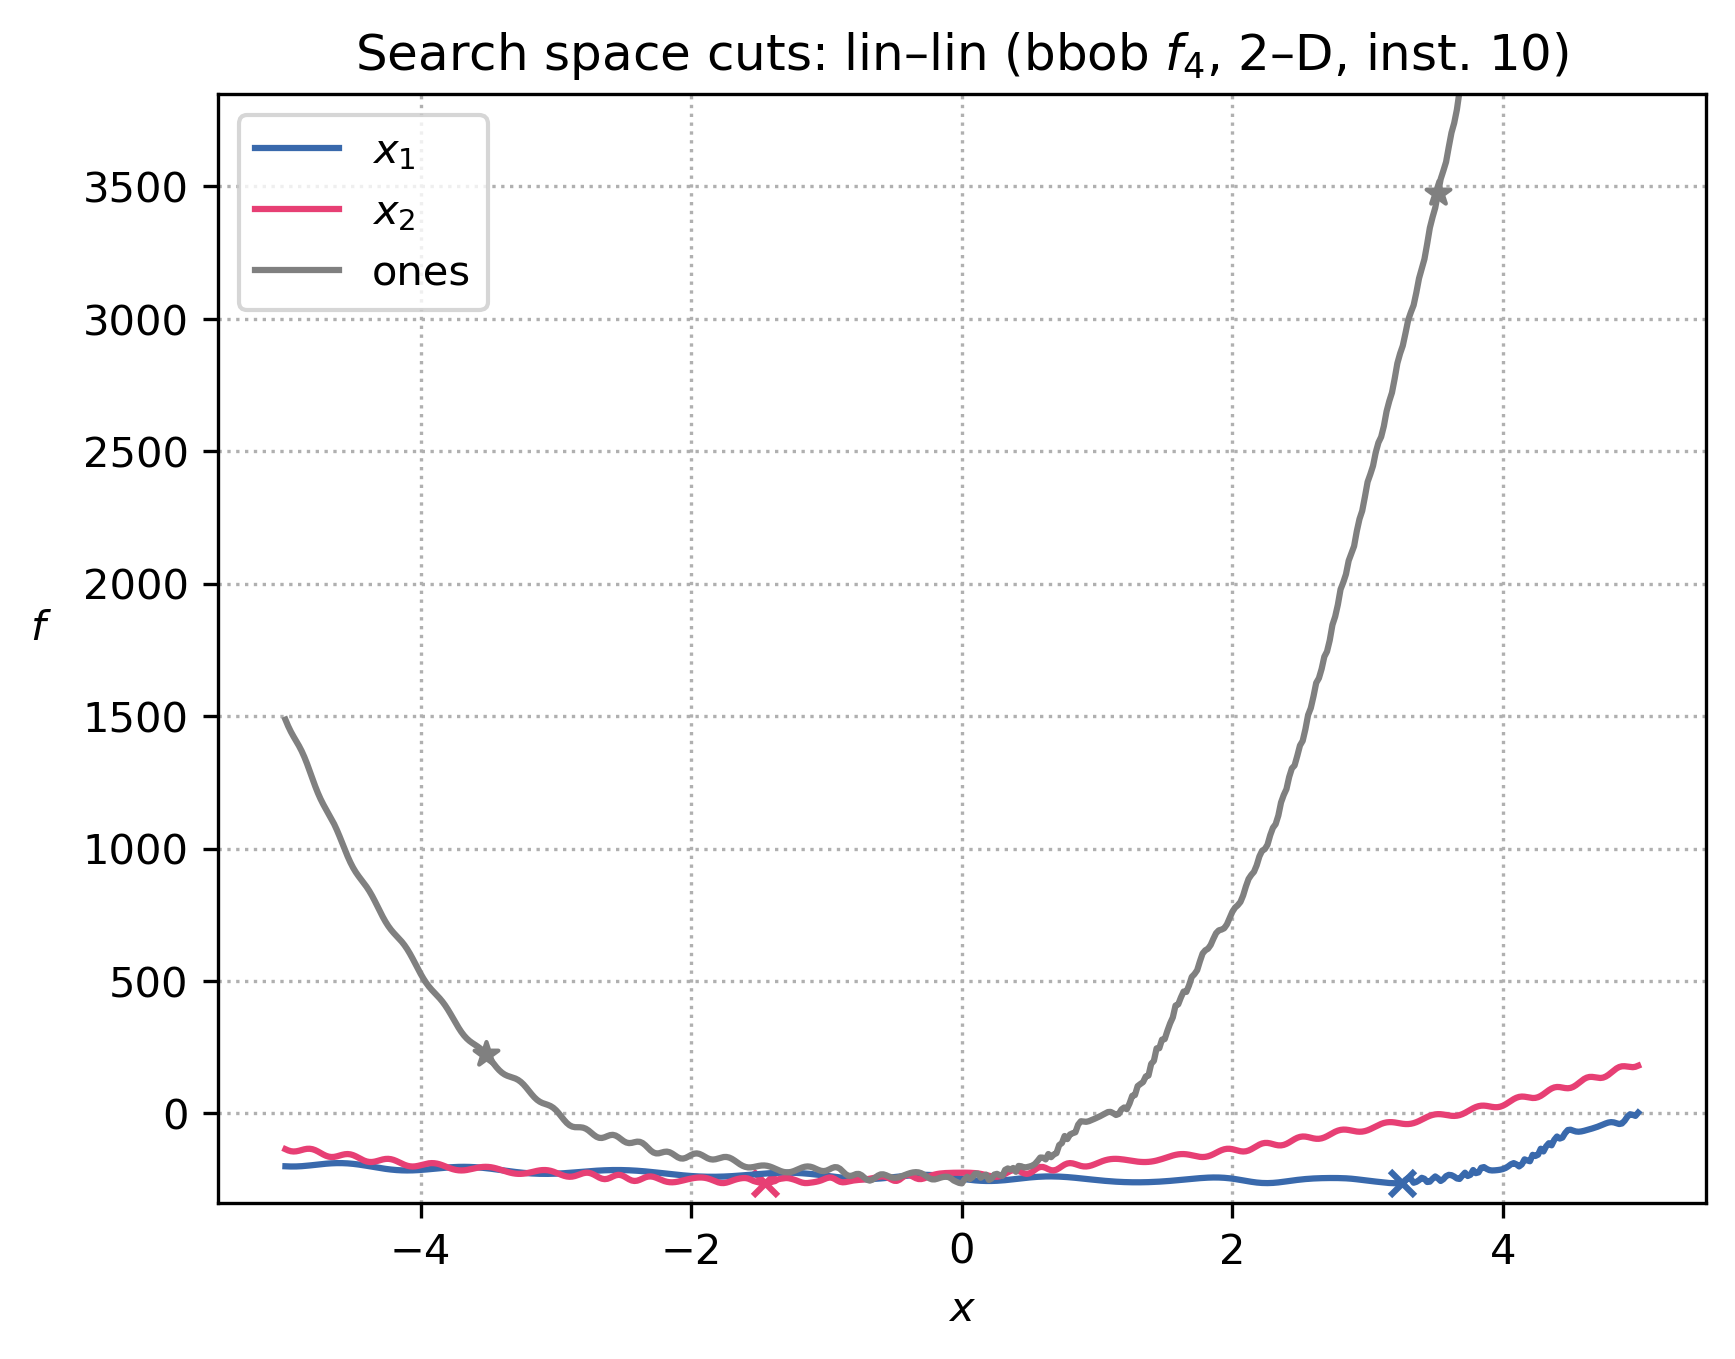 Search space cuts: lin–lin (bbob f₄, 2–D, inst. 10)
x₁
x₂
ones
3500
3000
2500
2000
1500
1000
500
0
f
−4 −2 0 2 4
x